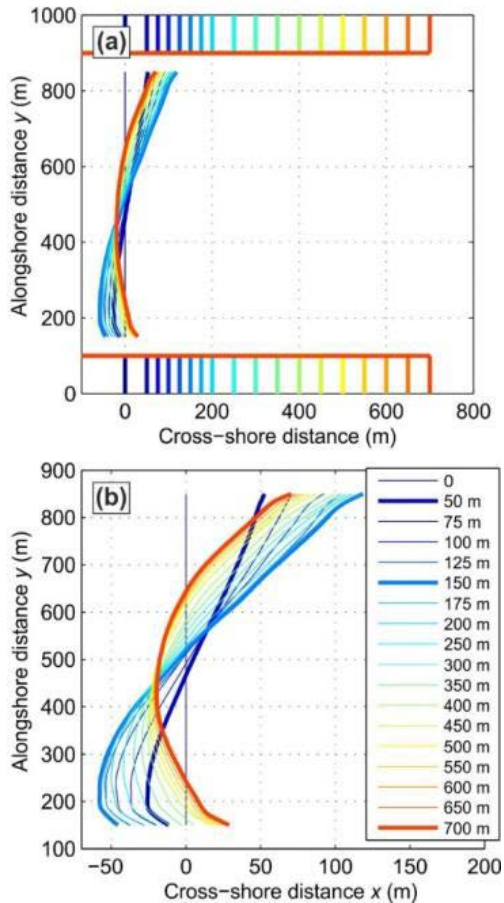 (a)
1000
800
600
400
200
0
Alongshore distance y (m)
0 200 400 600 800
Cross-shore distance (m)
(b)
900
800
700
600
500
400
300
200
100
Alongshore distance y (m)
−50 0 50 100 150 200
Cross-shore distance x (m)
0
50 m
75 m
100 m
125 m
150 m
175 m
200 m
250 m
300 m
350 m
400 m
450 m
500 m
550 m
600 m
650 m
700 m